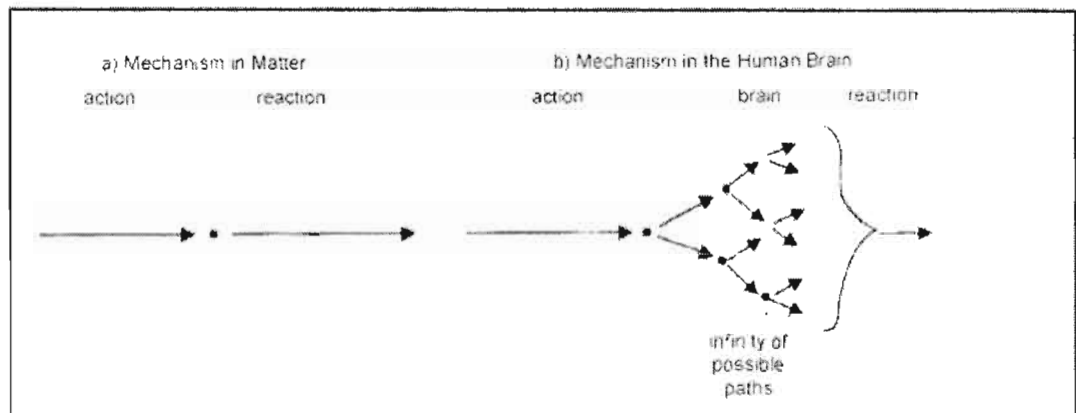 a) Mechanism in Matter
b) Mechanism in the Human Brain
action
reaction
action
brain
reaction
infinity of
possible
paths